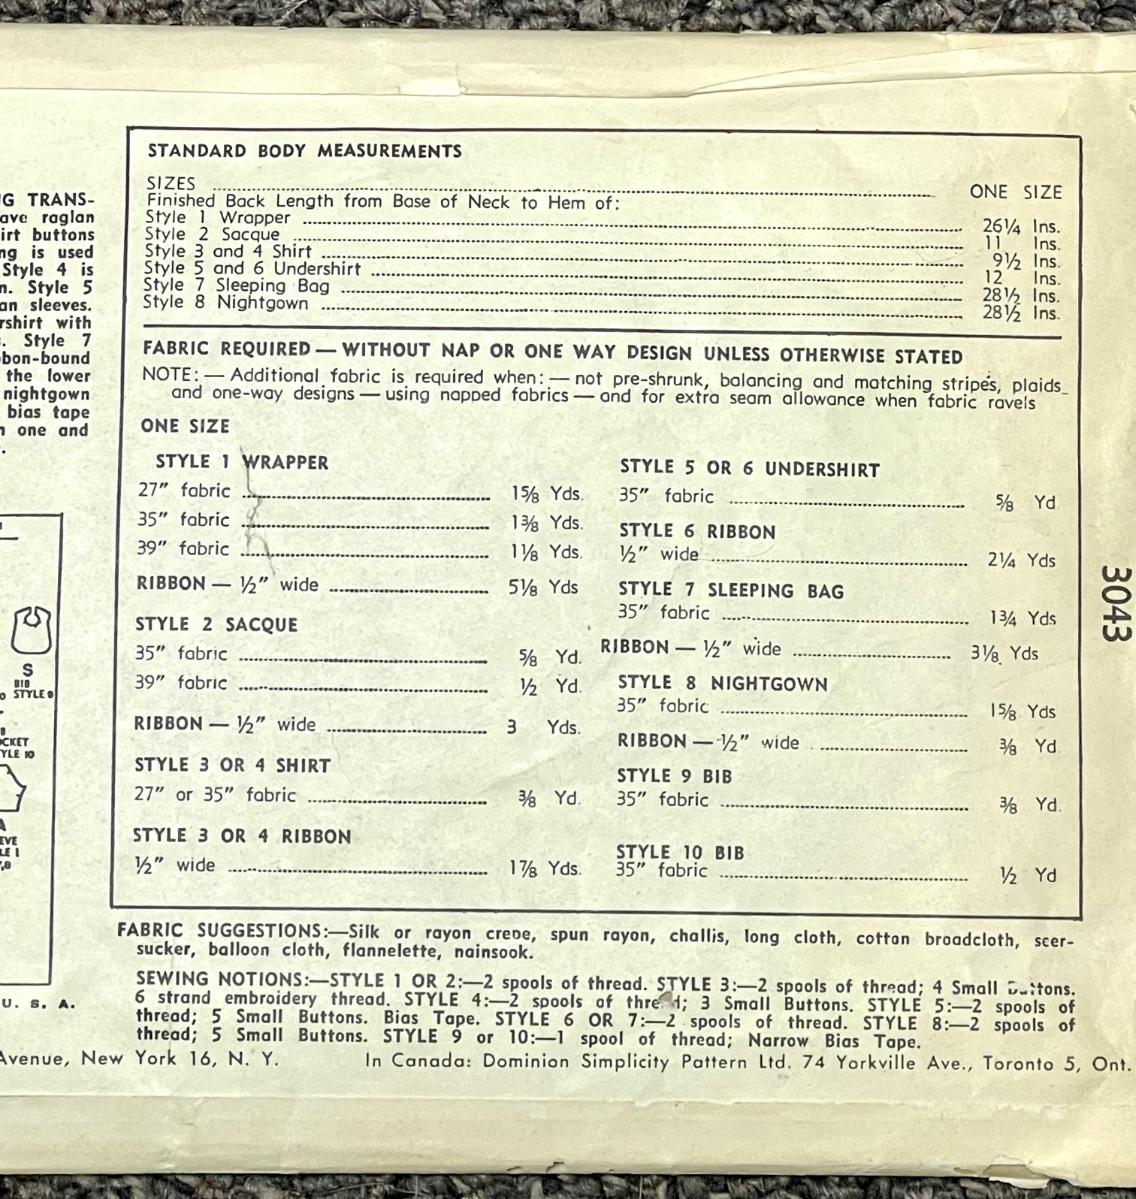 G TRANS-
ave raglan
irt buttons
ng is used
Style 4 is
n. Style 5
an sleeves.
rshirt with
. Style 7
bon-bound
the lower
nightgown
bias tape
n one and
S
BIB
STYLE 9
OCKET
YLE 10
A
EVE
LE 1
7,8
U. S. A.
STANDARD BODY MEASUREMENTS
SIZES ONE SIZE
Finished Back Length from Base of Neck to Hem of:
Style 1 Wrapper 26¼ Ins.
Style 2 Sacque 11 Ins.
Style 3 and 4 Shirt 9½ Ins.
Style 5 and 6 Undershirt 12 Ins.
Style 7 Sleeping Bag 28½ Ins.
Style 8 Nightgown 28½ Ins.
FABRIC REQUIRED — WITHOUT NAP OR ONE WAY DESIGN UNLESS OTHERWISE STATED
NOTE: — Additional fabric is required when: — not pre-shrunk, balancing and matching stripes, plaids
and one-way designs — using napped fabrics — and for extra seam allowance when fabric ravels
ONE SIZE
STYLE 1 WRAPPER
27" fabric 1⅝ Yds.
35" fabric 1⅜ Yds.
39" fabric 1⅛ Yds.
RIBBON — ½" wide 5⅛ Yds
STYLE 2 SACQUE
35" fabric ⅝ Yd.
39" fabric ½ Yd.
RIBBON — ½" wide 3 Yds.
STYLE 3 OR 4 SHIRT
27" or 35" fabric ⅜ Yd.
STYLE 3 OR 4 RIBBON
½" wide 1⅞ Yds.
STYLE 5 OR 6 UNDERSHIRT
35" fabric ⅝ Yd
STYLE 6 RIBBON
½" wide 2¼ Yds
STYLE 7 SLEEPING BAG
35" fabric 1¾ Yds
RIBBON — ½" wide 3⅛ Yds
STYLE 8 NIGHTGOWN
35" fabric 1⅝ Yds
RIBBON — ½" wide ⅜ Yd
STYLE 9 BIB
35" fabric ⅜ Yd.
STYLE 10 BIB
35" fabric ½ Yd
3043
FABRIC SUGGESTIONS:—Silk or rayon crepe, spun rayon, challis, long cloth, cotton broadcloth, seer-
sucker, balloon cloth, flannelette, nainsook.
SEWING NOTIONS:—STYLE 1 OR 2:—2 spools of thread. STYLE 3:—2 spools of thread; 4 Small Buttons.
6 strand embroidery thread. STYLE 4:—2 spools of thread; 3 Small Buttons. STYLE 5:—2 spools of
thread; 5 Small Buttons. Bias Tape. STYLE 6 OR 7:—2 spools of thread. STYLE 8:—2 spools of
thread; 5 Small Buttons. STYLE 9 or 10:—1 spool of thread; Narrow Bias Tape.
Avenue, New York 16, N. Y. In Canada: Dominion Simplicity Pattern Ltd. 74 Yorkville Ave., Toronto 5, Ont.